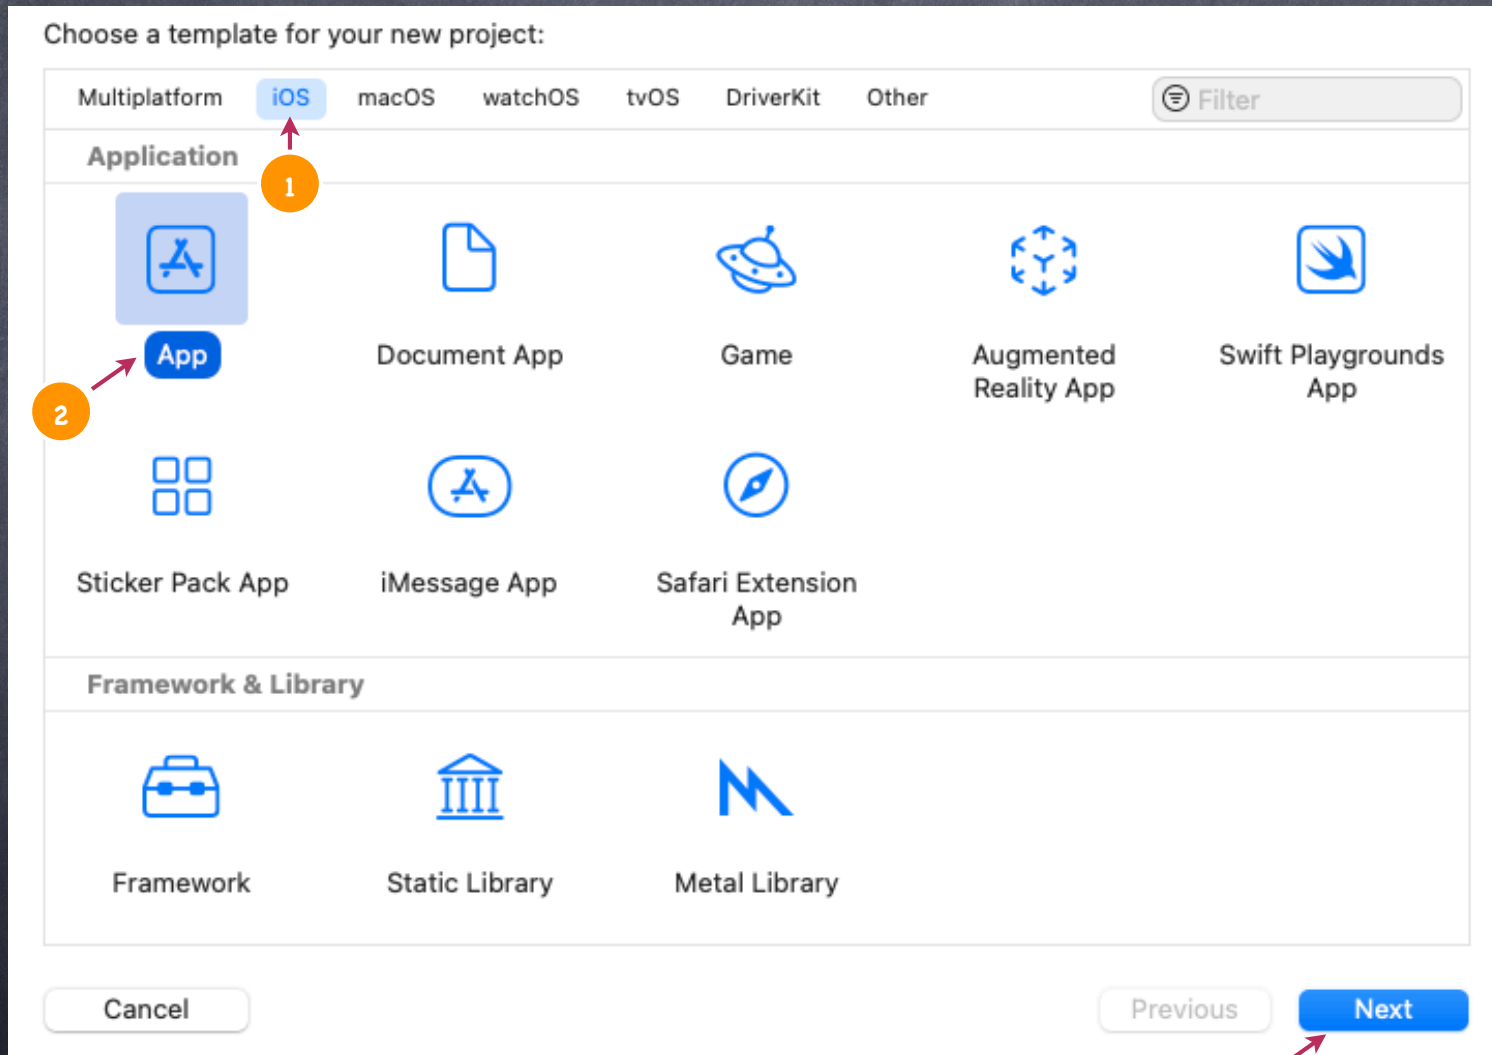 Choose a template for your new project:
Multiplatform iOS macOS watchOS tvOS DriverKit Other Filter
Application
1
App Document App Game Augmented Reality App Swift Playgrounds App
2
Sticker Pack App iMessage App Safari Extension App
Framework & Library
Framework Static Library Metal Library
Cancel Previous Next